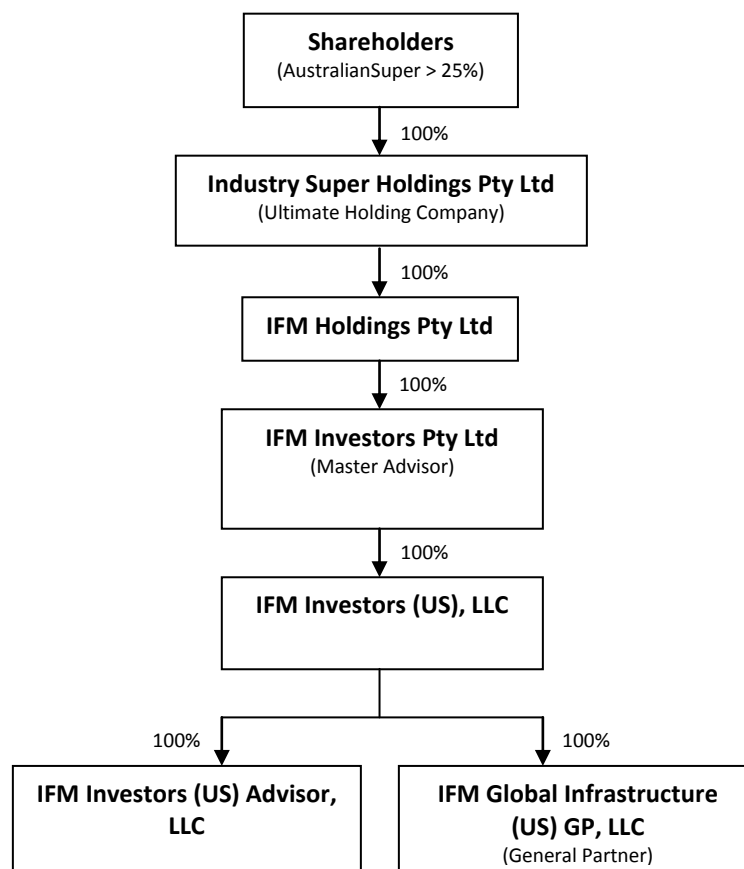 Shareholders
(AustralianSuper > 25%)
100%
Industry Super Holdings Pty Ltd
(Ultimate Holding Company)
100%
IFM Holdings Pty Ltd
100%
IFM Investors Pty Ltd
(Master Advisor)
100%
IFM Investors (US), LLC
100%
100%
IFM Investors (US) Advisor,
LLC
IFM Global Infrastructure
(US) GP, LLC
(General Partner)